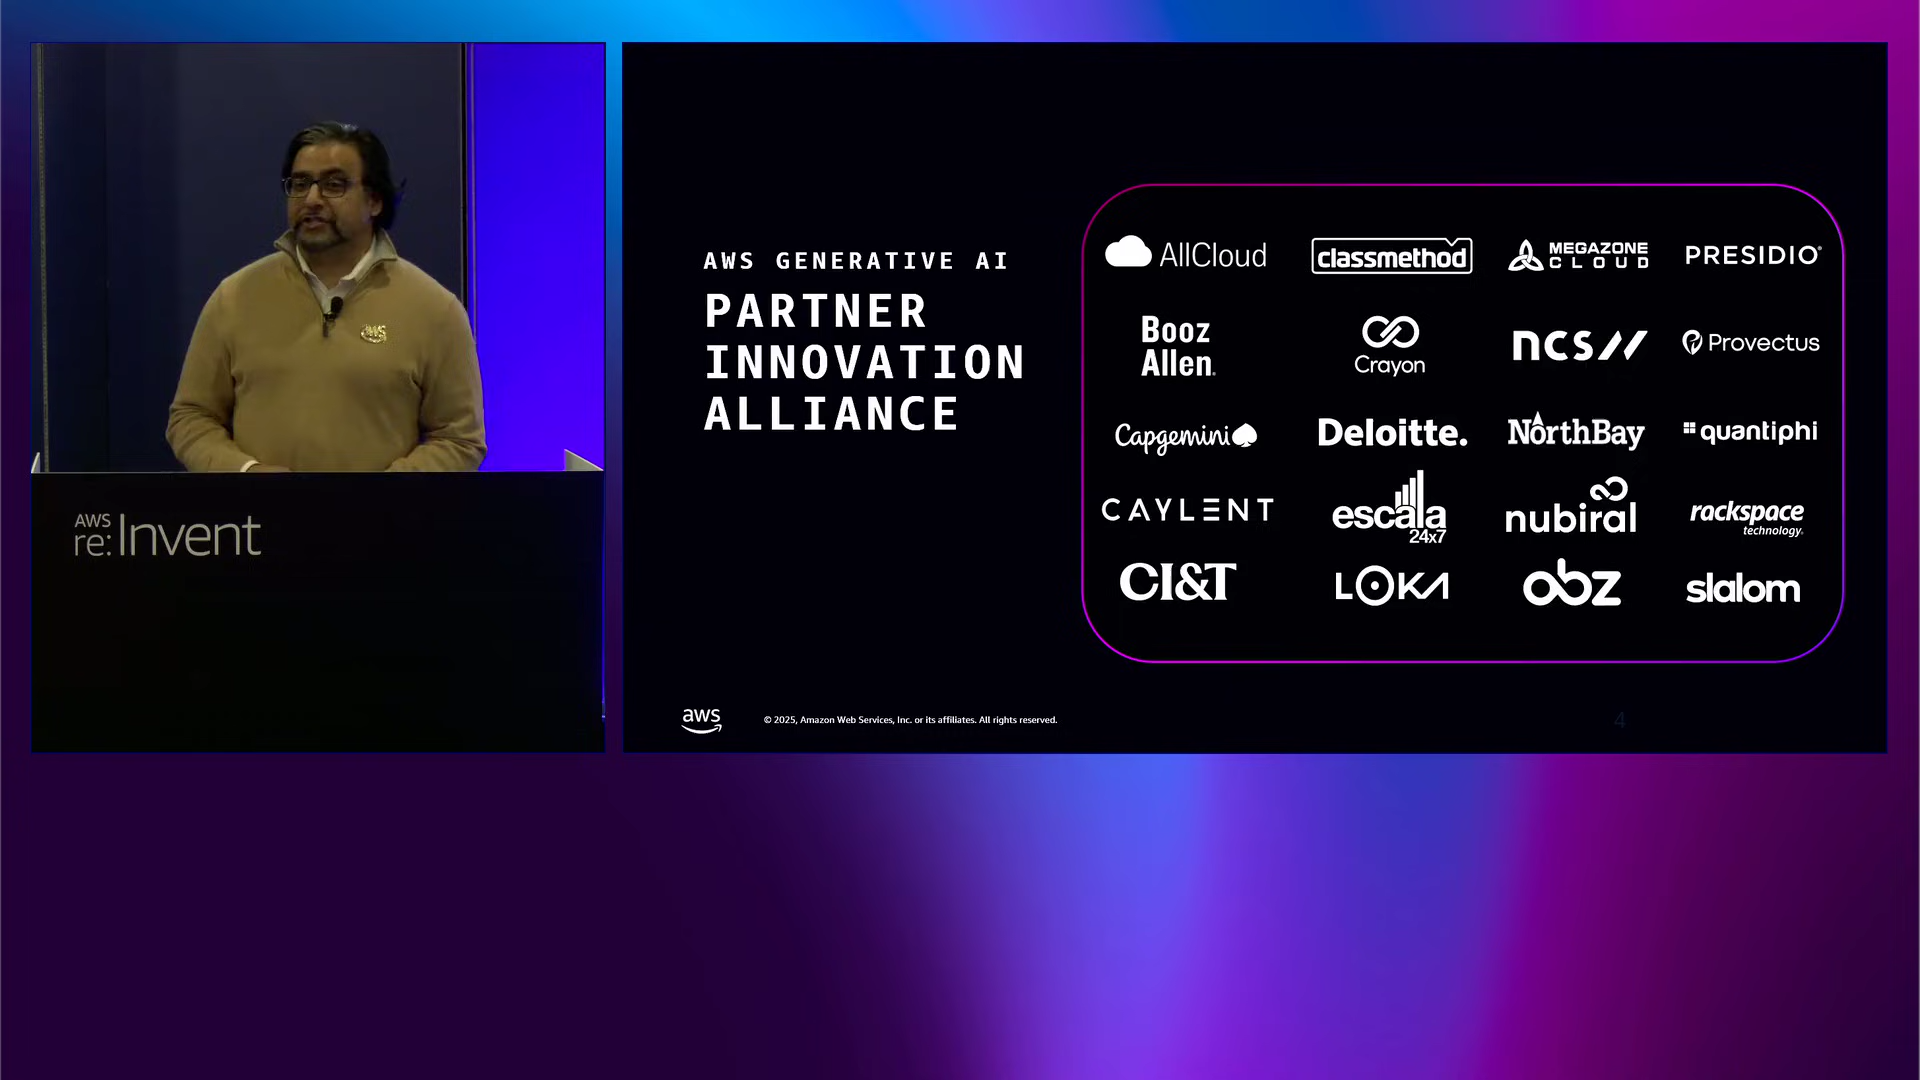 aws
AWS
re:Invent
AWS GENERATIVE AI
PARTNER
INNOVATION
ALLIANCE
AllCloud
classmethod
MEGAZONE
CLOUD
PRESIDIO®
Booz
Allen®
Crayon
ncs
Provectus
Capgemini
Deloitte.
NorthBay
quantiphi
CAYLENT
escala
24x7
nubiral
rackspace
technology®
CI&T
LOKA
obz
slalom
aws
© 2025, Amazon Web Services, Inc. or its affiliates. All rights reserved.
4